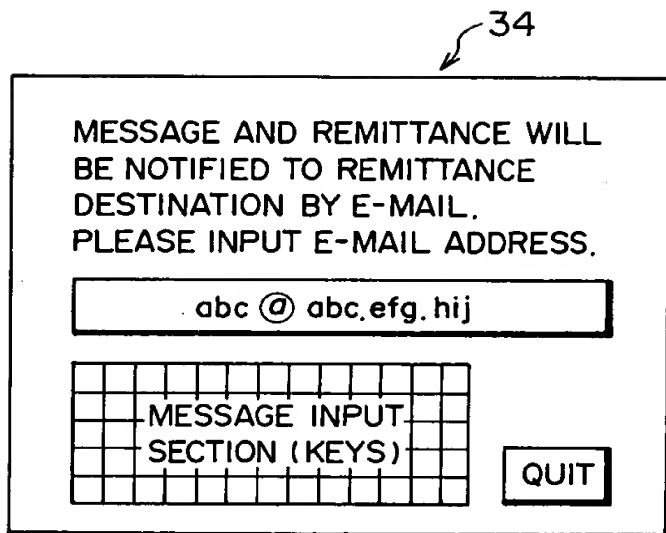 34
MESSAGE AND REMITTANCE WILL
BE NOTIFIED TO REMITTANCE
DESTINATION BY E-MAIL.
PLEASE INPUT E-MAIL ADDRESS.
abc @ abc.efg.hij
MESSAGE INPUT
SECTION (KEYS)
QUIT